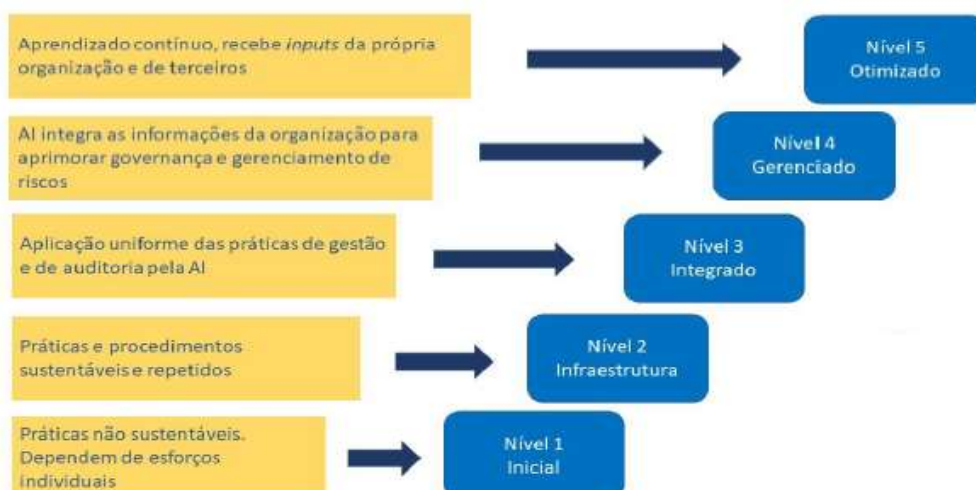 Aprendizado contínuo, recebe inputs da própria
organização e de terceiros
Nível 5
Otimizado
AI integra as informações da organização para
aprimorar governança e gerenciamento de
riscos
Nível 4
Gerenciado
Aplicação uniforme das práticas de gestão
e de auditoria pela AI
Nível 3
Integrado
Práticas e procedimentos
sustentáveis e repetidos
Nível 2
Infraestrutura
Práticas não sustentáveis.
Dependem de esforços
individuais
Nível 1
Inicial